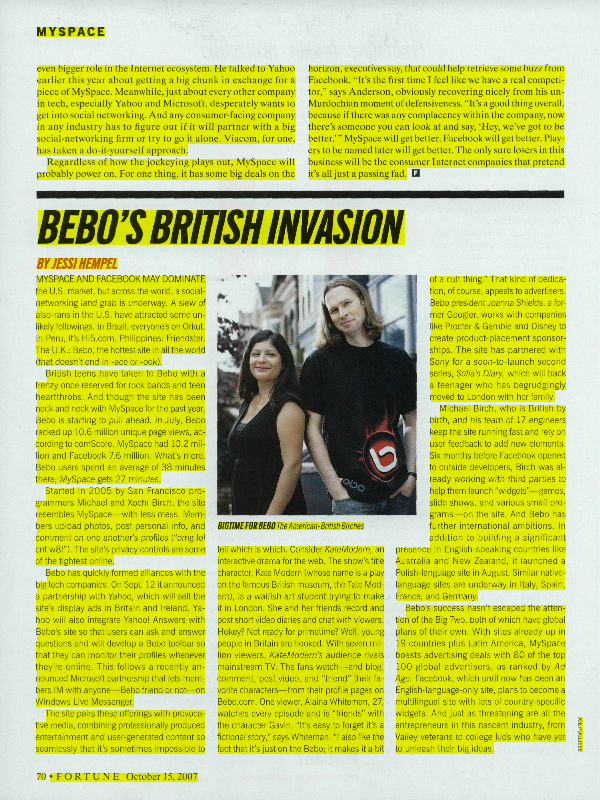 MYSPACE
even bigger role in the Internet ecosystem. He talked to Yahoo
earlier this year about getting a big chunk in exchange for a
piece of MySpace. Meanwhile, just about every other company
in tech, especially Yahoo and Microsoft, desperately wants to
get into social networking. And any consumer-facing company
in any industry has to figure out if it will partner with a big
social-networking firm or try to go it alone. Viacom, for one,
has taken a do-it-yourself approach.
Regardless of how the jockeying plays out, MySpace will
probably power on. For one thing, it has some big deals on the
horizon, executives say, that could help retrieve some buzz from
Facebook. “It’s the first time I feel like we have a real competi-
tor,” says Anderson, obviously recovering nicely from his un-
Murdochian moment of defensiveness. “It’s a good thing overall,
because if there was any complacency within the company, now
there’s someone you can look at and say, ‘Hey, we’ve got to be
better.’ ” MySpace will get better. Facebook will get better. Play-
ers to be named later will get better. The only sure losers in this
business will be the consumer Internet companies that pretend
it’s all just a passing fad. F
BEBO’S BRITISH INVASION
BY JESSI HEMPEL
MYSPACE AND FACEBOOK MAY DOMINATE
the U.S. market, but across the world, a social-
networking land grab is underway. A slew of
also-rans in the U.S. have attracted some un-
likely followings. In Brazil, everyone’s on Orkut.
In Peru, it’s Hi5.com. Philippines: Friendster.
The U.K.: Bebo, the hottest site in all the world
(that doesn’t end in -ace or -ook).
British teens have taken to Bebo with a
frenzy once reserved for rock bands and teen
heartthrobs. And though the site has been
neck and neck with MySpace for the past year,
Bebo is starting to pull ahead. In July, Bebo
racked up 10.6 million unique page views, ac-
cording to comScore. MySpace had 10.2 mil-
lion and Facebook 7.6 million. What’s more,
Bebo users spend an average of 38 minutes
there; MySpace gets 27 minutes.
Started in 2005 by San Francisco pro-
grammers Michael and Xochi Birch, the site
resembles MySpace—with less mess. Mem-
bers upload photos, post personal info, and
comment on one another’s profiles (“omg lol
cnt w8!”). The site’s privacy controls are some
of the tightest online.
Bebo has quickly formed alliances with the
big tech companies. On Sept. 12 it announced
a partnership with Yahoo, which will sell the
site’s display ads in Britain and Ireland. Ya-
hoo will also integrate Yahoo! Answers with
Bebo’s site so that users can ask and answer
questions and will develop a Bebo toolbar so
that they can monitor their profiles whenever
they’re online. This follows a recently an-
nounced Microsoft partnership that lets mem-
bers IM with anyone—Bebo friend or not—on
Windows Live Messenger.
The site pairs these offerings with provoca-
tive media, combining professionally produced
entertainment and user-generated content so
seamlessly that it’s sometimes impossible to
bebo
BIGTIME FOR BEBO The American-British Birches
tell which is which. Consider KateModern, an
interactive drama for the web. The show’s title
character, Kate Modern (whose name is a play
on the famous British museum, the Tate Mod-
ern), is a waifish art student trying to make
it in London. She and her friends record and
post short video diaries and chat with viewers.
Hokey? Not ready for primetime? Well, young
people in Britain are hooked. With seven mil-
lion viewers, KateModern’s audience rivals
mainstream TV. The fans watch—and blog,
comment, post video, and “friend” their fa-
vorite characters—from their profile pages on
Bebo.com. One viewer, Alaina Whiteman, 27,
watches every episode and is “friends” with
the character Gavin. “It’s easy to forget it’s a
fictional story,” says Whiteman. “I also like the
fact that it’s just on the Bebo; it makes it a bit
of a cult thing.” That kind of dedica-
tion, of course, appeals to advertisers.
Bebo president Joanna Shields, a for-
mer Googler, works with companies
like Procter & Gamble and Disney to
create product-placement sponsor-
ships. The site has partnered with
Sony for a soon-to-launch second
series, Sofia’s Diary, which will track
a teenager who has begrudgingly
moved to London with her family.
Michael Birch, who is British by
birth, and his team of 17 engineers
keep the site running fast and rely on
user feedback to add new elements.
Six months before Facebook opened
to outside developers, Birch was al-
ready working with third parties to
help them launch “widgets”—games,
slide shows, and various small pro-
grams—on the site. And Bebo has
further international ambitions. In
addition to building a significant
presence in English-speaking countries like
Australia and New Zealand, it launched a
Polish-language site in August. Similar native-
language sites are underway in Italy, Spain,
France, and Germany.
Bebo’s success hasn’t escaped the atten-
tion of the Big Two, both of which have global
plans of their own. With sites already up in
18 countries plus Latin America, MySpace
boasts advertising deals with 80 of the top
100 global advertisers, as ranked by Ad
Age. Facebook, which until now has been an
English-language-only site, plans to become a
multilingual site with lots of country-specific
widgets. And just as threatening are all the
entrepreneurs in this nascent industry, from
Valley veterans to college kids who have yet
to unleash their big ideas.
70 • FORTUNE October 15, 2007